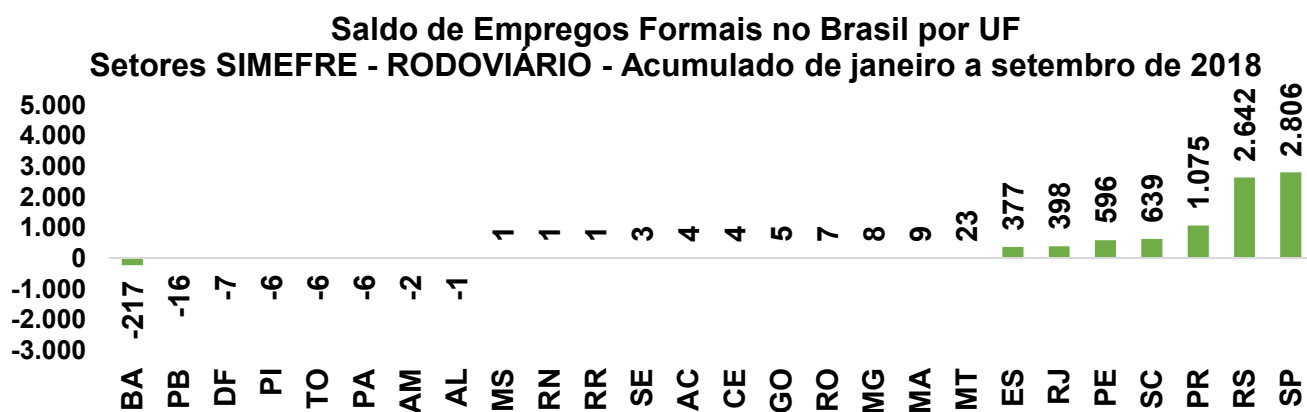 Saldo de Empregos Formais no Brasil por UF
Setores SIMEFRE - RODOVIÁRIO - Acumulado de janeiro a setembro de 2018
5.000
4.000
3.000
2.000
1.000
0
-1.000
-2.000
-3.000
-217
-16
-7
-6
-6
-6
-2
-1
1
1
1
3
4
4
5
7
8
9
23
377
398
596
639
1.075
2.642
2.806
BA
PB
DF
PI
TO
PA
AM
AL
MS
RN
RR
SE
AC
CE
GO
RO
MG
MA
MT
ES
RJ
PE
SC
PR
RS
SP